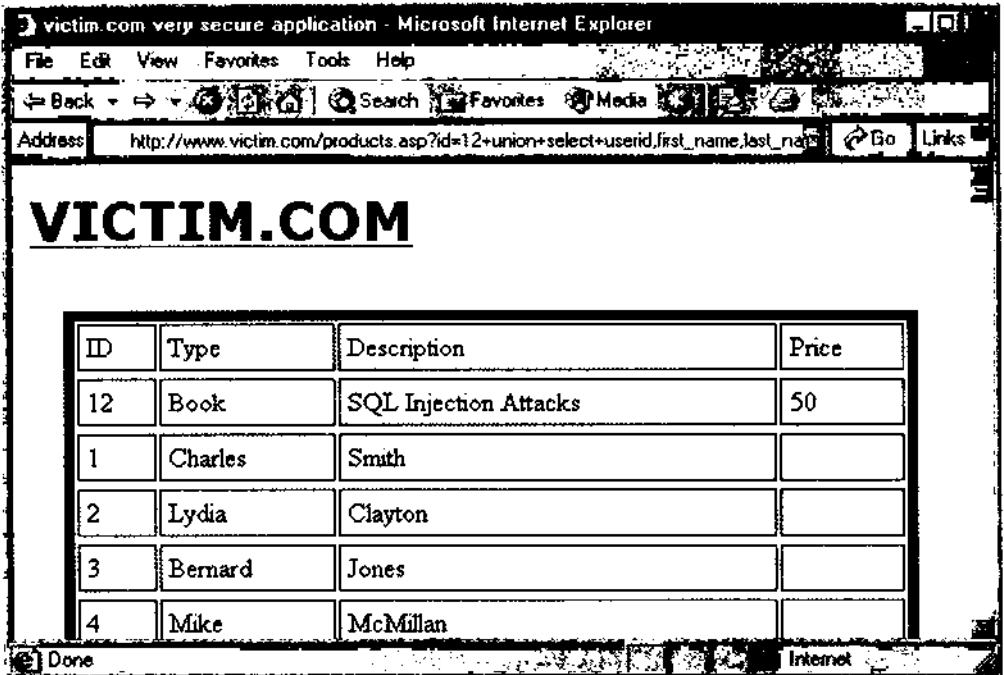 victim.com very secure application - Microsoft Internet Explorer
File Edit View Favorites Tools Help
Back Search Favorites Media
Address http://www.victim.com/products.asp?id=12+union+select+userid,first_name,last_na Go Links
VICTIM.COM
ID Type Description Price
12 Book SQL Injection Attacks 50
1 Charles Smith
2 Lydia Clayton
3 Bernard Jones
4 Mike McMillan
Done Internet